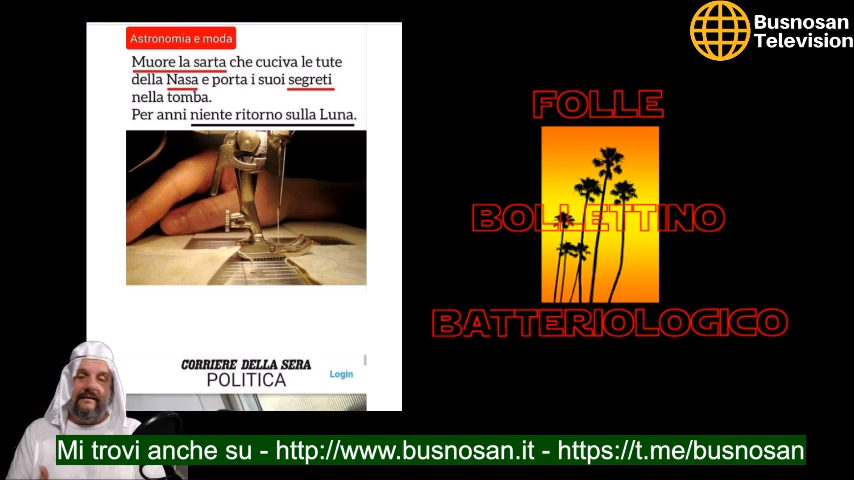 Astronomia e moda
Muore la sarta che cuciva le tute
della Nasa e porta i suoi segreti
nella tomba.
Per anni niente ritorno sulla Luna.
CORRIERE DELLA SERA
POLITICA
Login
Busnosan
Television
FOLLE
BOLLETTINO
BATTERIOLOGICO
Mi trovi anche su - http://www.busnosan.it - https://t.me/busnosan